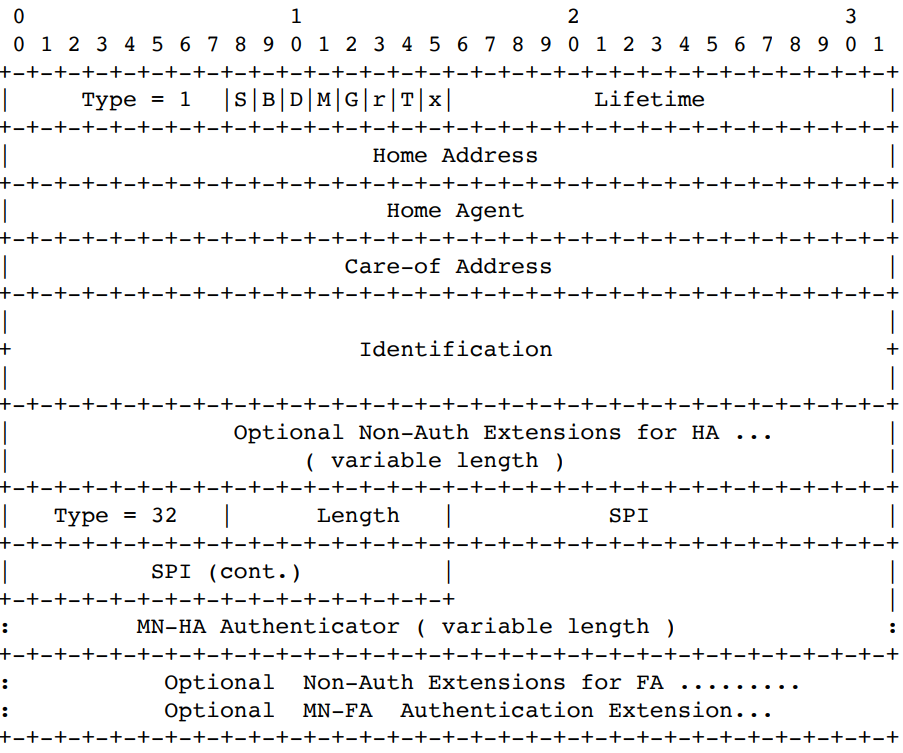 0                   1                   2                   3
 0 1 2 3 4 5 6 7 8 9 0 1 2 3 4 5 6 7 8 9 0 1 2 3 4 5 6 7 8 9 0 1
+-+-+-+-+-+-+-+-+-+-+-+-+-+-+-+-+-+-+-+-+-+-+-+-+-+-+-+-+-+-+-+-+
|     Type = 1  |S|B|D|M|G|r|T|x|          Lifetime             |
+-+-+-+-+-+-+-+-+-+-+-+-+-+-+-+-+-+-+-+-+-+-+-+-+-+-+-+-+-+-+-+-+
|                          Home Address                         |
+-+-+-+-+-+-+-+-+-+-+-+-+-+-+-+-+-+-+-+-+-+-+-+-+-+-+-+-+-+-+-+-+
|                           Home Agent                          |
+-+-+-+-+-+-+-+-+-+-+-+-+-+-+-+-+-+-+-+-+-+-+-+-+-+-+-+-+-+-+-+-+
|                        Care-of Address                        |
+-+-+-+-+-+-+-+-+-+-+-+-+-+-+-+-+-+-+-+-+-+-+-+-+-+-+-+-+-+-+-+-+
|                                                               |
+                         Identification                        +
|                                                               |
+-+-+-+-+-+-+-+-+-+-+-+-+-+-+-+-+-+-+-+-+-+-+-+-+-+-+-+-+-+-+-+-+
|                Optional Non-Auth Extensions for HA ...        |
|                     ( variable length )                       |
+-+-+-+-+-+-+-+-+-+-+-+-+-+-+-+-+-+-+-+-+-+-+-+-+-+-+-+-+-+-+-+-+
|   Type = 32   |      Length   |           SPI                 |
+-+-+-+-+-+-+-+-+-+-+-+-+-+-+-+-+-+-+-+-+-+-+-+-+-+-+-+-+-+-+-+-+
|          SPI (cont.)          |                               |
+-+-+-+-+-+-+-+-+-+-+-+-+-+-+-+-+                               |
:         MN-HA Authenticator ( variable length )               :
+-+-+-+-+-+-+-+-+-+-+-+-+-+-+-+-+-+-+-+-+-+-+-+-+-+-+-+-+-+-+-+-+
:           Optional  Non-Auth Extensions for FA .........
:           Optional  MN-FA  Authentication Extension...
+-+-+-+-+-+-+-+-+-+-+-+-+-+-+-+-+-+-+-+-+-+-+-+-+-+-+-+-+-+-+-+-+